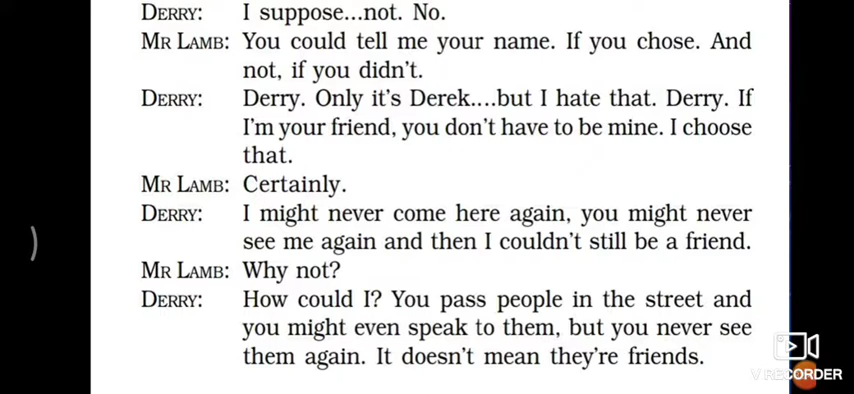 DERRY: I suppose...not. No.
MR LAMB: You could tell me your name. If you chose. And
not, if you didn't.
DERRY: Derry. Only it's Derek....but I hate that. Derry. If
I'm your friend, you don't have to be mine. I choose
that.
MR LAMB: Certainly.
DERRY: I might never come here again, you might never
see me again and then I couldn't still be a friend.
MR LAMB: Why not?
DERRY: How could I? You pass people in the street and
you might even speak to them, but you never see
them again. It doesn't mean they're friends.
V RECORDER